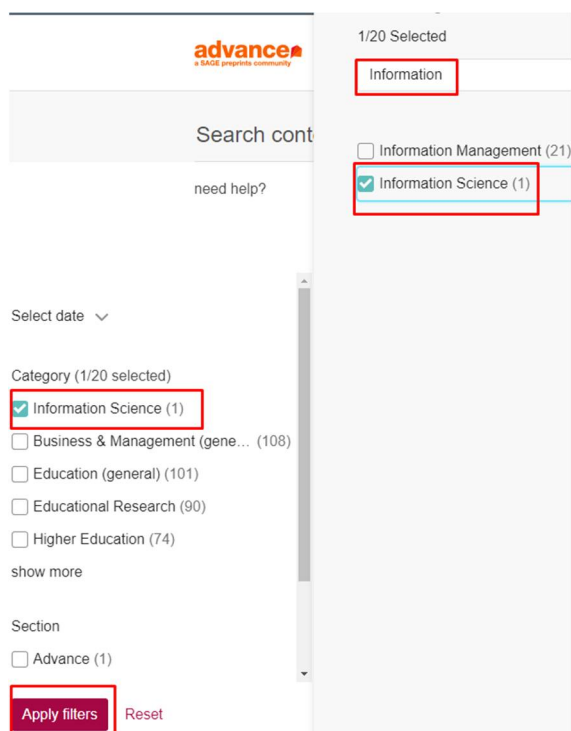 advance
a SAGE preprints community
Search cont
need help?
Select date
Category (1/20 selected)
Information Science (1)
Business & Management (gene... (108)
Education (general) (101)
Educational Research (90)
Higher Education (74)
show more
Section
Advance (1)
Apply filters Reset
1/20 Selected
Information
Information Management (21)
Information Science (1)